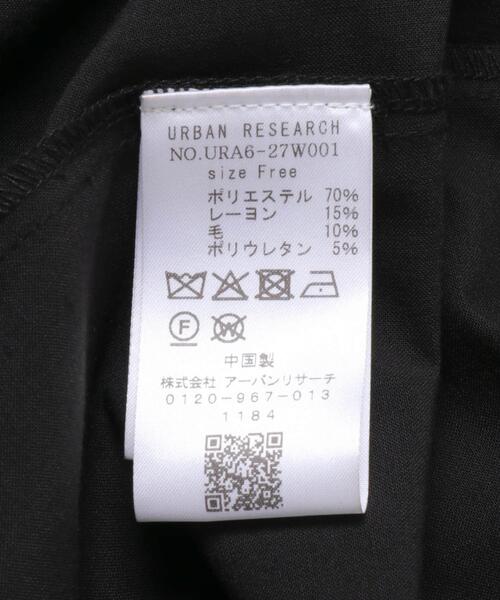 URBAN RESEARCH
NO.URA6-27W001
size Free
ポリエステル 70%
レーヨン 15%
毛 10%
ポリウレタン 5%
F W
中国製
株式会社 アーバンリサーチ
0120-967-013
1184